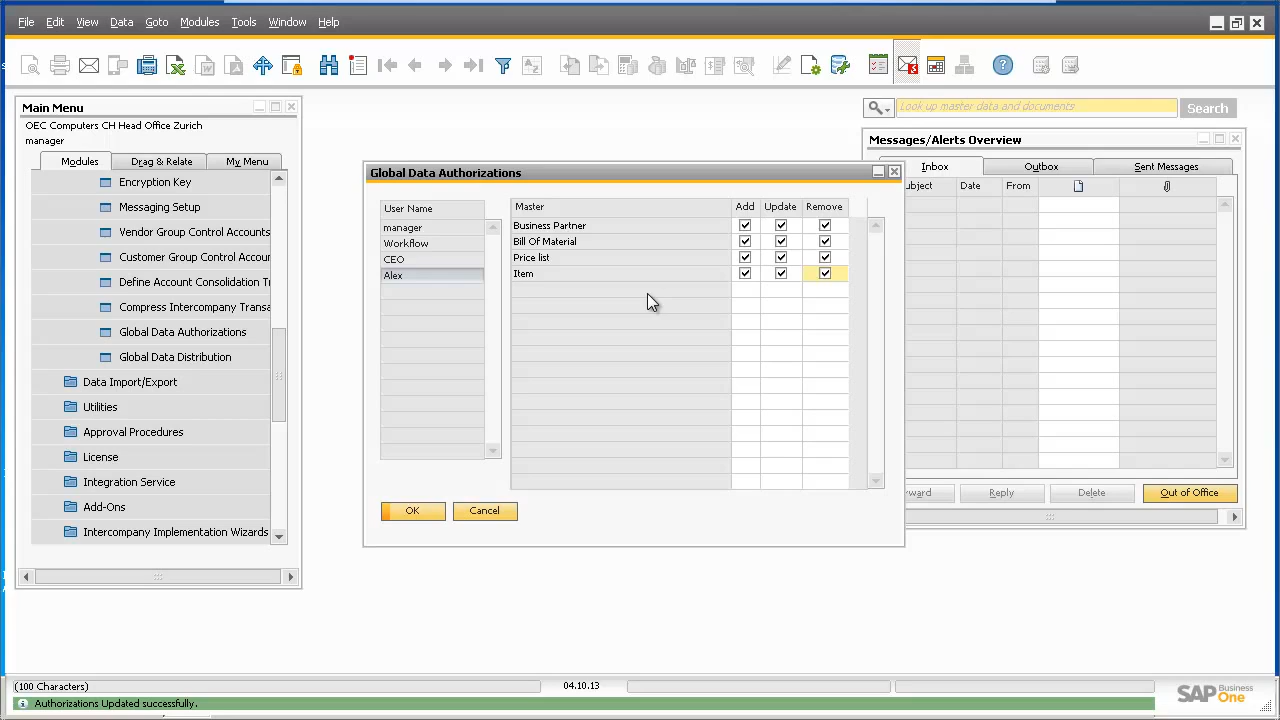 File Edit View Data Goto Modules Tools Window Help
Main Menu
OEC Computers CH Head Office Zurich
manager
Modules Drag & Relate My Menu
Encryption Key
Messaging Setup
Vendor Group Control Accounts
Customer Group Control Accour
Define Account Consolidation T
Compress Intercompany Transa
Global Data Authorizations
Global Data Distribution
Data Import/Export
Utilities
Approval Procedures
License
Integration Service
Add-Ons
Intercompany Implementation Wizards
Global Data Authorizations
User Name
manager
Workflow
CEO
Alex
Master Add Update Remove
Business Partner
Bill Of Material
Price list
Item
OK Cancel
Look up master data and documents Search
Messages/Alerts Overview
Inbox Outbox Sent Messages
ubject Date From
ward Reply Delete Out of Office
(100 Characters) 04.10.13
Authorizations Updated successfully.
SAP Business One